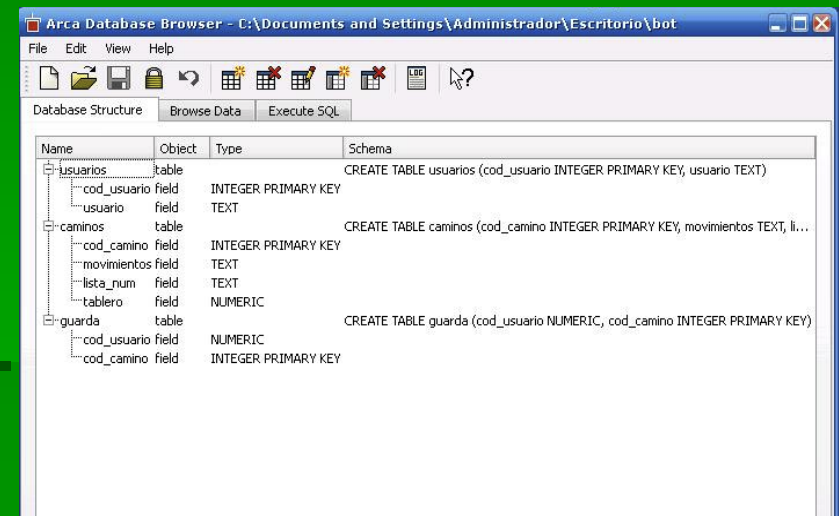 Arca Database Browser - C:\Documents and Settings\Administrador\Escritorio\bot
File Edit View Help
LOG ?
Database Structure Browse Data Execute SQL
Name Object Type Schema
usuarios table CREATE TABLE usuarios (cod_usuario INTEGER PRIMARY KEY, usuario TEXT)
cod_usuario field INTEGER PRIMARY KEY
usuario field TEXT
caminos table CREATE TABLE caminos (cod_camino INTEGER PRIMARY KEY, movimientos TEXT, li...
cod_camino field INTEGER PRIMARY KEY
movimientos field TEXT
lista_num field TEXT
tablero field NUMERIC
guarda table CREATE TABLE guarda (cod_usuario NUMERIC, cod_camino INTEGER PRIMARY KEY)
cod_usuario field NUMERIC
cod_camino field INTEGER PRIMARY KEY